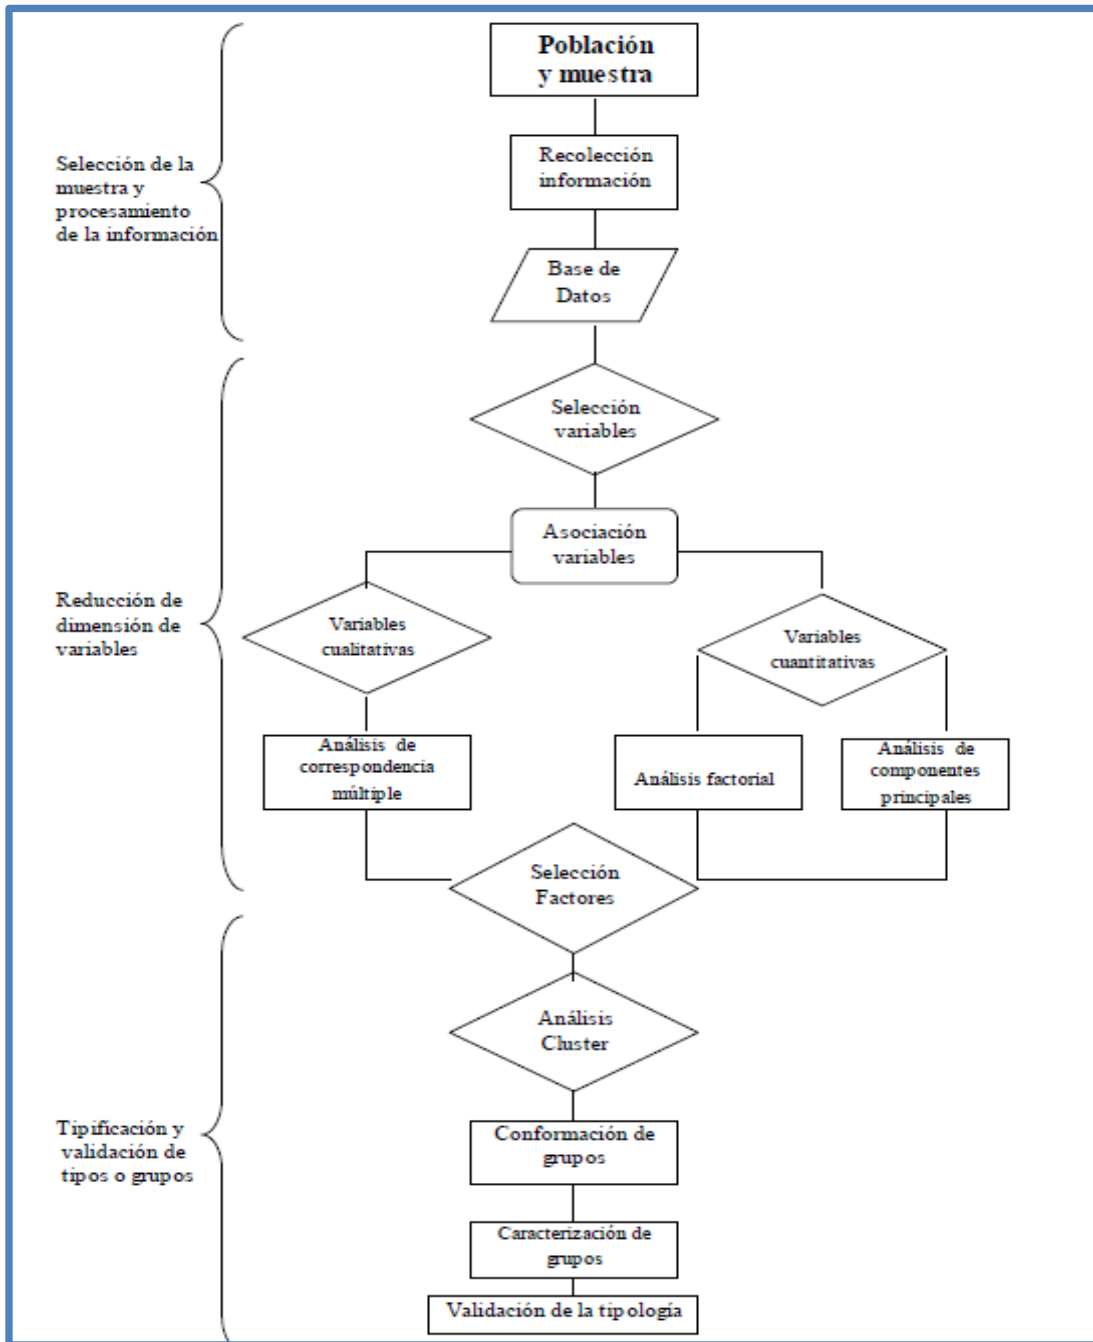 Población
y muestra
Recolección
información
Selección de la
muestra y
procesamiento
de la información
Base de
Datos
Selección
variables
Asociación
variables
Reducción de
dimensión de
variables
Variables
cualitativas
Variables
cuantitativas
Análisis de
correspondencia
múltiple
Análisis factorial
Análisis de
componentes
principales
Selección
Factores
Análisis
Cluster
Tipificación y
validación de
tipos o grupos
Conformación de
grupos
Caracterización de
grupos
Validación de la tipología